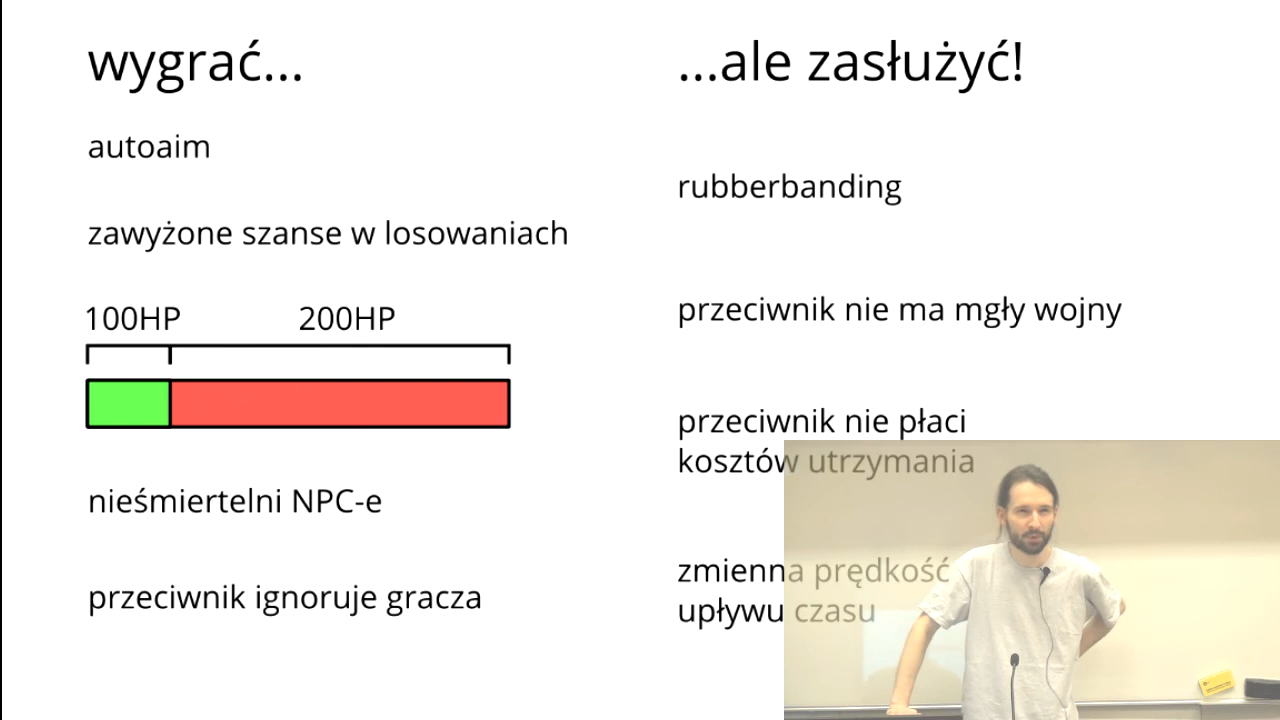 wygrać...
autoaim
zawyżone szanse w losowaniach
100HP 200HP
nieśmiertelni NPC-e
przeciwnik ignoruje gracza
...ale zasłużyć!
rubberbanding
przeciwnik nie ma mgły wojny
przeciwnik nie płaci
kosztów utrzymania
zmienna prędkość
upływu czasu